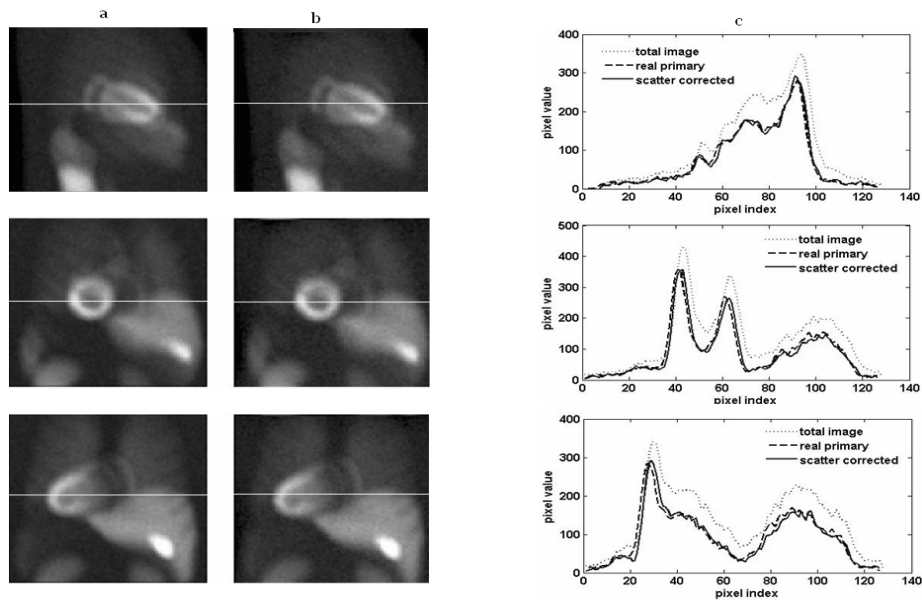 a
b
c
400
300
200
100
0
pixel value
total image
real primary
scatter corrected
0 20 40 60 80 100 120 140
pixel index
500
400
300
200
100
0
pixel value
total image
real primary
scatter corrected
0 20 40 60 80 100 120 140
pixel index
400
300
200
100
0
pixel value
total image
real primary
scatter corrected
0 20 40 60 80 100 120 140
pixel index